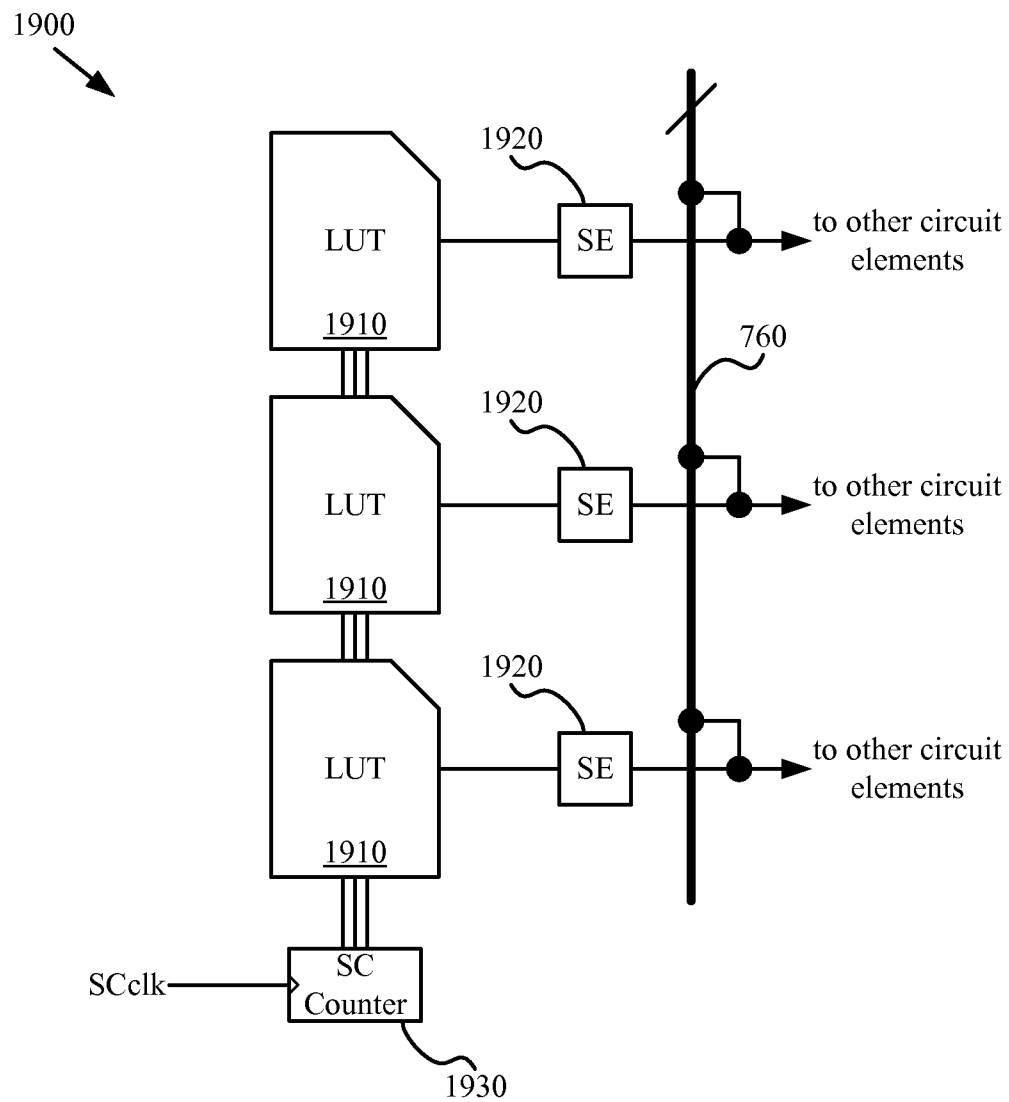 1900
1920
LUT
SE
to other circuit
elements
1910
760
1920
LUT
SE
to other circuit
elements
1910
1920
LUT
SE
to other circuit
elements
1910
SC
Counter
SCclk
1930